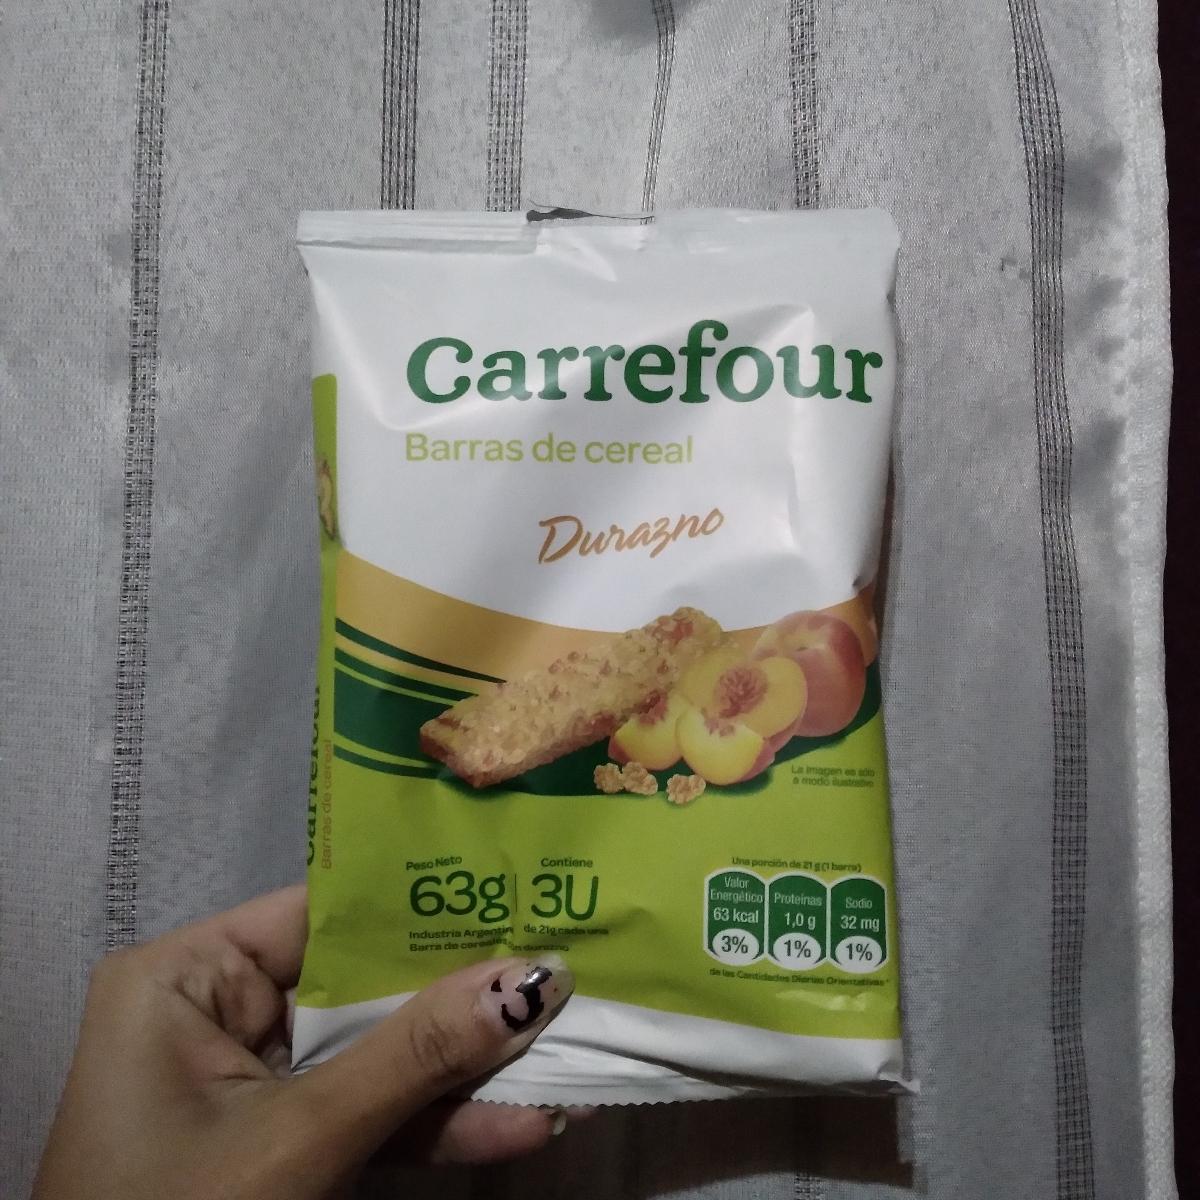 Carrefour
Barras de cereal
Durazno
Carrefour
Barras de cereal
La imagen es sólo
a modo ilustrativo
Peso Neto
63g
Contiene
3U
de 21g cada una
Industria Argentina
Barra de cereales con durazno
Una porción de 21 g (1 barra)
Valor
Energético
63 kcal
3%
Proteínas
1,0 g
1%
Sodio
32 mg
1%
de las Cantidades Diarias Orientativas*